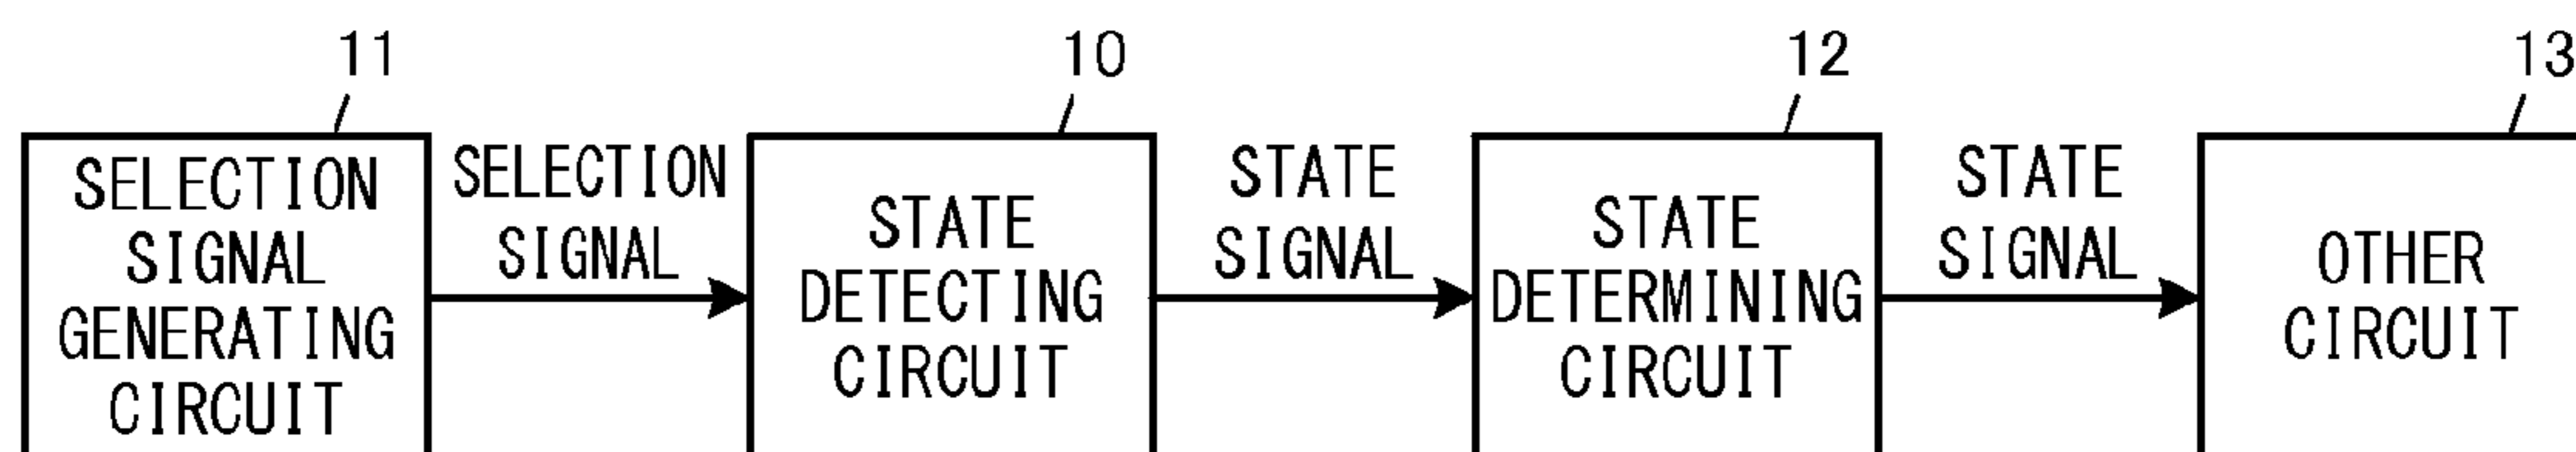 11
10
12
13
SELECTION
SIGNAL
GENERATING
CIRCUIT
SELECTION
SIGNAL
STATE
DETECTING
CIRCUIT
STATE
SIGNAL
STATE
DETERMINING
CIRCUIT
STATE
SIGNAL
OTHER
CIRCUIT